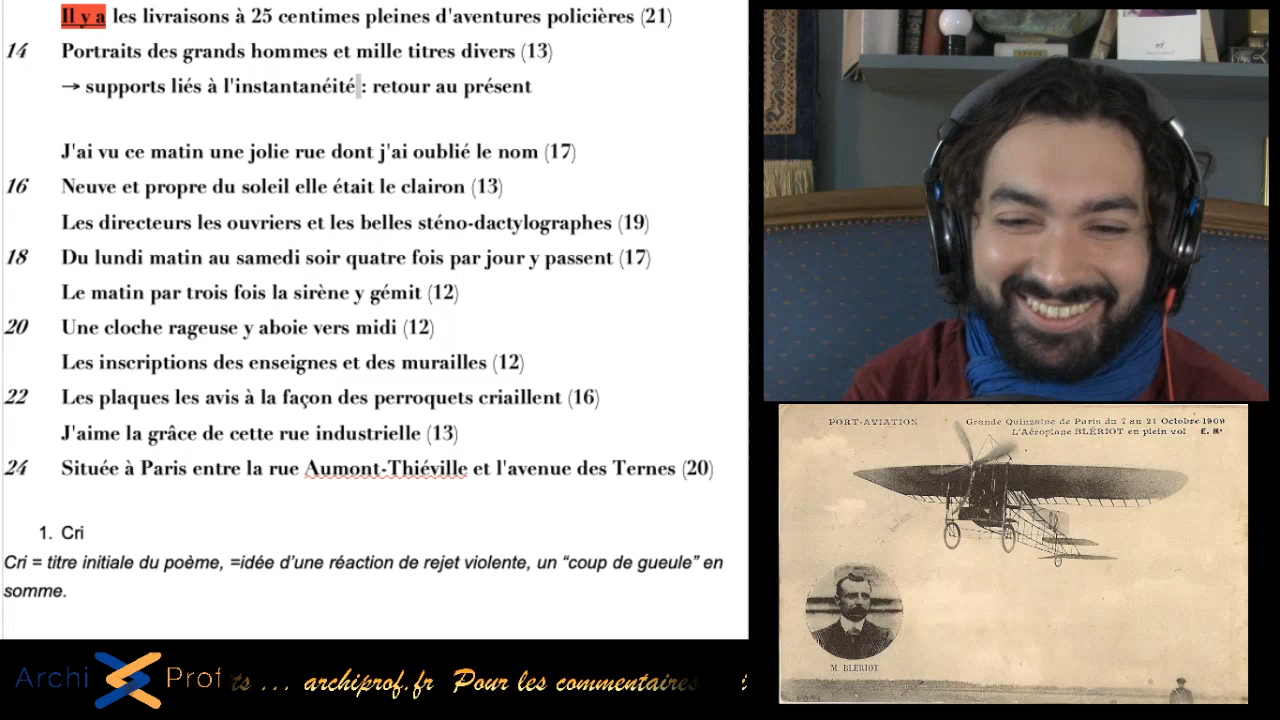 Il y a les livraisons à 25 centimes pleines d'aventures policières (21)
14 Portraits des grands hommes et mille titres divers (13)
→ supports liés à l'instantanéité : retour au présent
J'ai vu ce matin une jolie rue dont j'ai oublié le nom (17)
16 Neuve et propre du soleil elle était le clairon (13)
Les directeurs les ouvriers et les belles sténo-dactylographes (19)
18 Du lundi matin au samedi soir quatre fois par jour y passent (17)
Le matin par trois fois la sirène y gémit (12)
20 Une cloche rageuse y aboie vers midi (12)
Les inscriptions des enseignes et des murailles (12)
22 Les plaques les avis à la façon des perroquets criaillent (16)
J'aime la grâce de cette rue industrielle (13)
24 Située à Paris entre la rue Aumont-Thiéville et l'avenue des Ternes (20)
1. Cri
Cri = titre initiale du poème, =idée d'une réaction de rejet violente, un “coup de gueule” en
somme.
PORT-AVIATION
Grande Quinzaine de Paris du 7 au 21 Octobre 1909
L'Aéroplane BLÉRIOT en plein vol E. M.
M. BLÉRIOT
Archi Prof
ts ... archiprof.fr Pour les commentaires